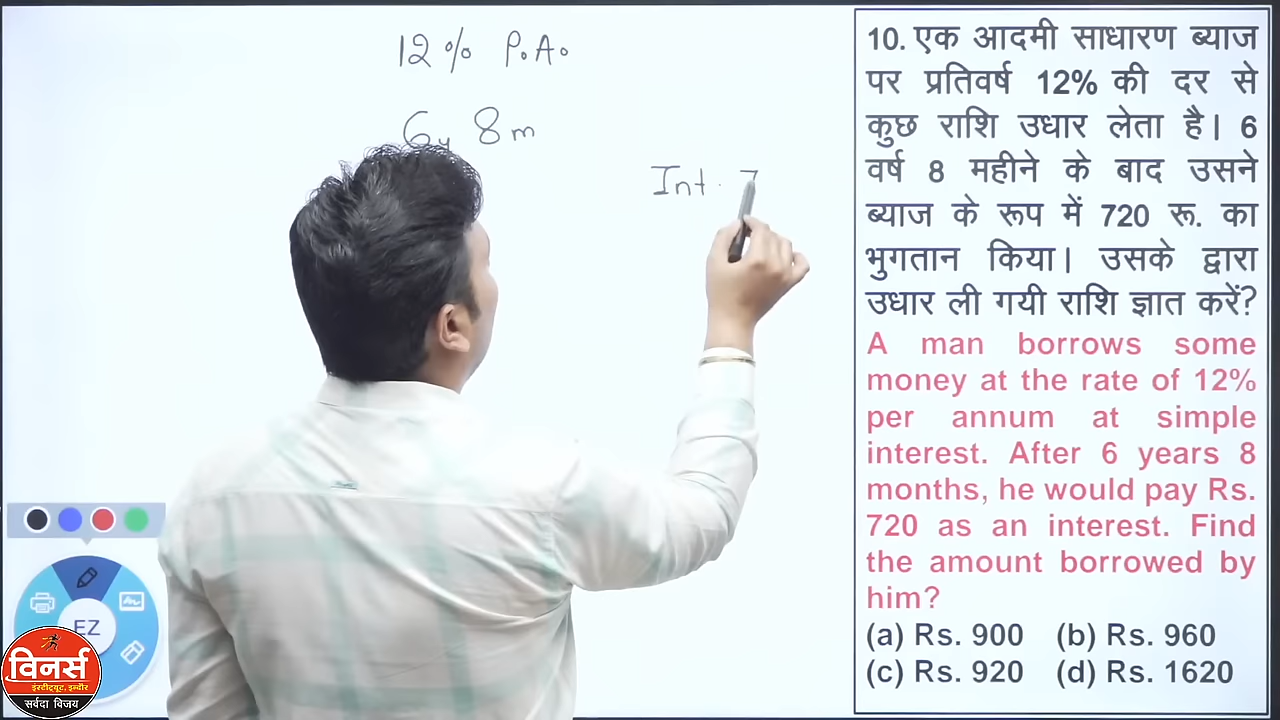 12% P.A.
6y 8m
Int. 7
10. एक आदमी साधारण ब्याज
पर प्रतिवर्ष 12% की दर से
कुछ राशि उधार लेता है। 6
वर्ष 8 महीने के बाद उसने
ब्याज के रूप में 720 रू. का
भुगतान किया। उसके द्वारा
उधार ली गयी राशि ज्ञात करें?
A man borrows some
money at the rate of 12%
per annum at simple
interest. After 6 years 8
months, he would pay Rs.
720 as an interest. Find
the amount borrowed by
him?
(a) Rs. 900 (b) Rs. 960
(c) Rs. 920 (d) Rs. 1620
EZ
विनर्स
इंस्टीट्यूट, इन्दौर
सर्वदा विजय